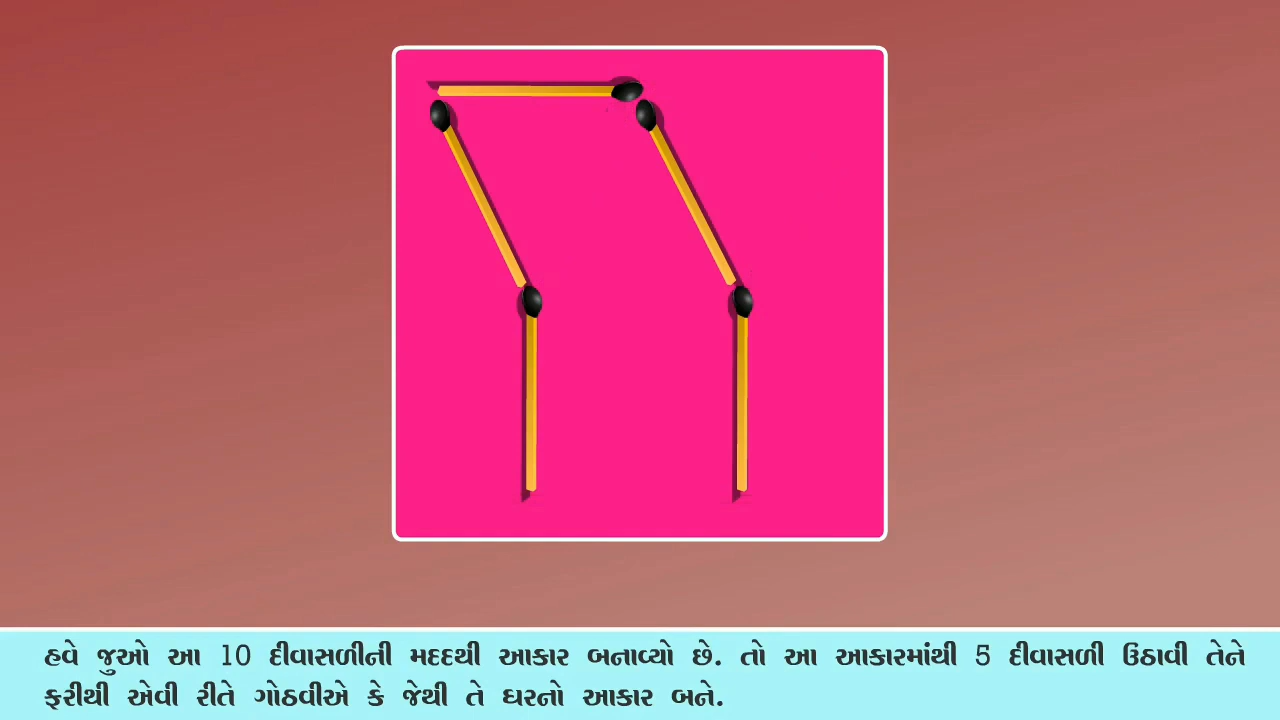 હવે જુઓ આ 10 દીવાસળીની મદદથી આકાર બનાવ્યો છે. તો આ આકારમાંથી 5 દીવાસળી ઉઠાવી તેને
ફરીથી એવી રીતે ગોઠવીએ કે જેથી તે ઘરનો આકાર બને.